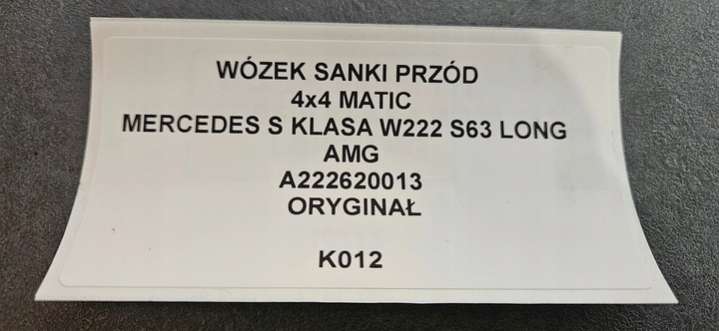 WÓZEK SANKI PRZÓD
4x4 MATIC
MERCEDES S KLASA W222 S63 LONG
AMG
A222620013
ORYGINAŁ
K012